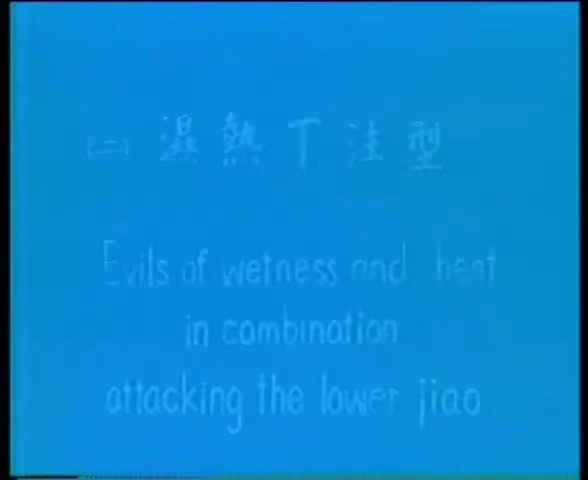 (二) 濕熱下注型
Evils of wetness and heat
in combination
attacking the lower jiao